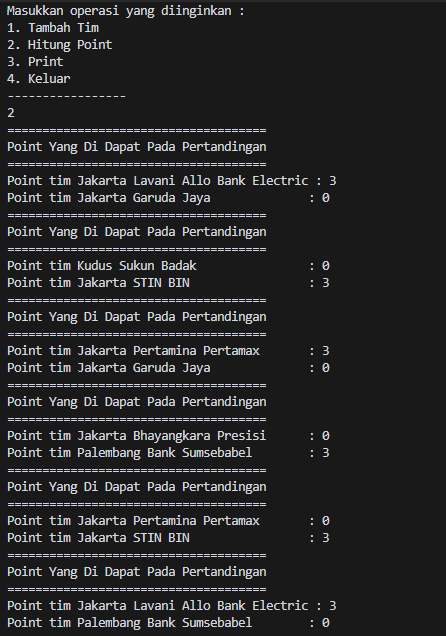 Masukkan operasi yang diinginkan :
1. Tambah Tim
2. Hitung Point
3. Print
4. Keluar
-----------------
2
=====================================
Point Yang Di Dapat Pada Pertandingan
=====================================
Point tim Jakarta Lavani Allo Bank Electric : 3
Point tim Jakarta Garuda Jaya              : 0
=====================================
Point Yang Di Dapat Pada Pertandingan
=====================================
Point tim Kudus Sukun Badak                : 0
Point tim Jakarta STIN BIN                 : 3
=====================================
Point Yang Di Dapat Pada Pertandingan
=====================================
Point tim Jakarta Pertamina Pertamax       : 3
Point tim Jakarta Garuda Jaya              : 0
=====================================
Point Yang Di Dapat Pada Pertandingan
=====================================
Point tim Jakarta Bhayangkara Presisi      : 0
Point tim Palembang Bank Sumsebabel        : 3
=====================================
Point Yang Di Dapat Pada Pertandingan
=====================================
Point tim Jakarta Pertamina Pertamax       : 0
Point tim Jakarta STIN BIN                 : 3
=====================================
Point Yang Di Dapat Pada Pertandingan
=====================================
Point tim Jakarta Lavani Allo Bank Electric : 3
Point tim Palembang Bank Sumsebabel        : 0